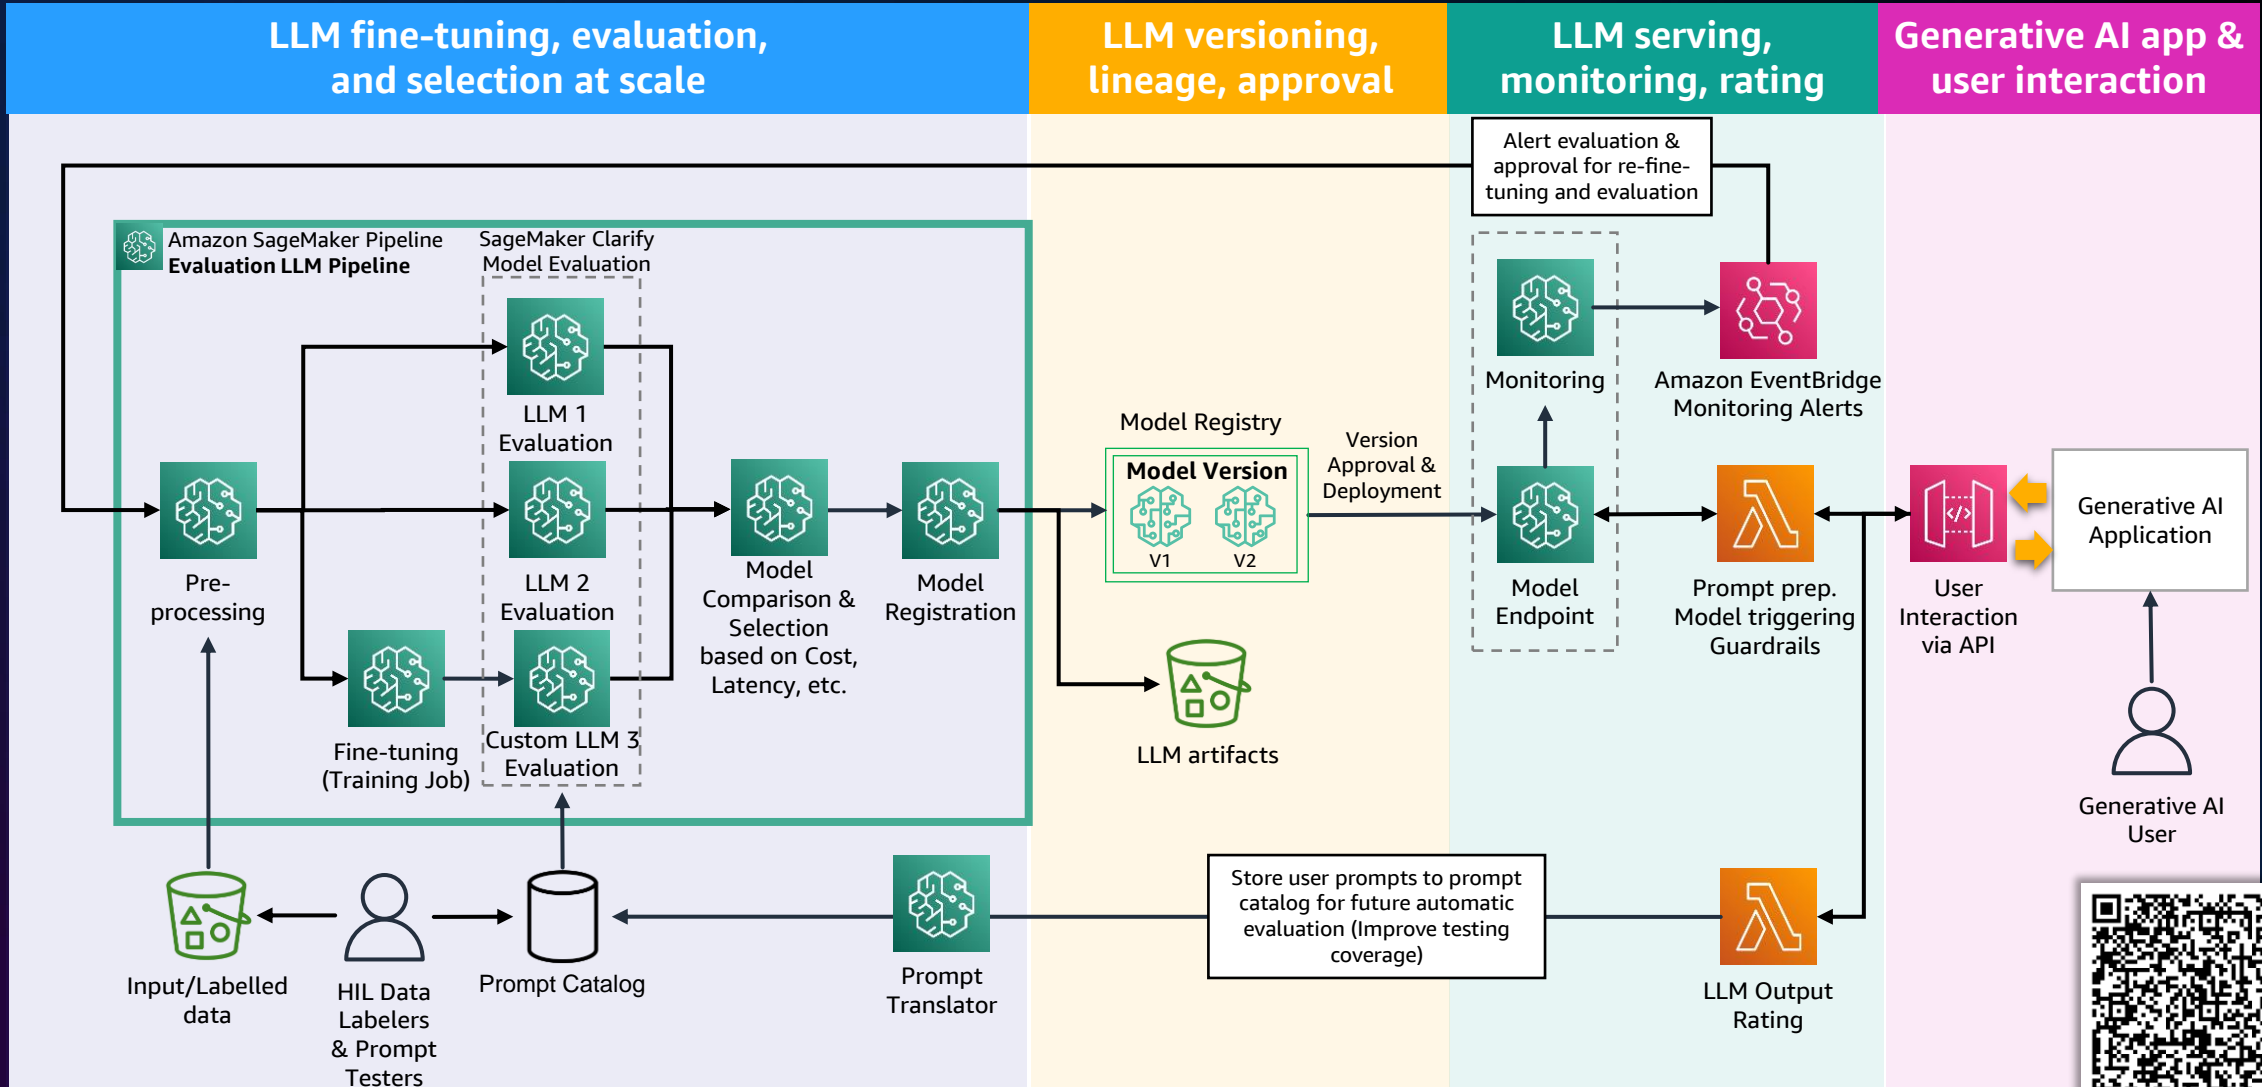 LLM fine-tuning, evaluation,
and selection at scale
LLM versioning,
lineage, approval
LLM serving,
monitoring, rating
Generative AI app &
user interaction
Alert evaluation &
approval for re-fine-
tuning and evaluation
Amazon SageMaker Pipeline
Evaluation LLM Pipeline
SageMaker Clarify
Model Evaluation
LLM 1
Evaluation
LLM 2
Evaluation
Custom LLM 3
Evaluation
Pre-
processing
Fine-tuning
(Training Job)
Model
Comparison &
Selection
based on Cost,
Latency, etc.
Model
Registration
Model Registry
Model Version
V1
V2
Version
Approval &
Deployment
LLM artifacts
Monitoring
Amazon EventBridge
Monitoring Alerts
Model
Endpoint
Prompt prep.
Model triggering
Guardrails
</>
User
Interaction
via API
Generative AI
Application
Generative AI
User
Input/Labelled
data
HIL Data
Labelers
& Prompt
Testers
Prompt Catalog
Prompt
Translator
Store user prompts to prompt
catalog for future automatic
evaluation (Improve testing
coverage)
LLM Output
Rating